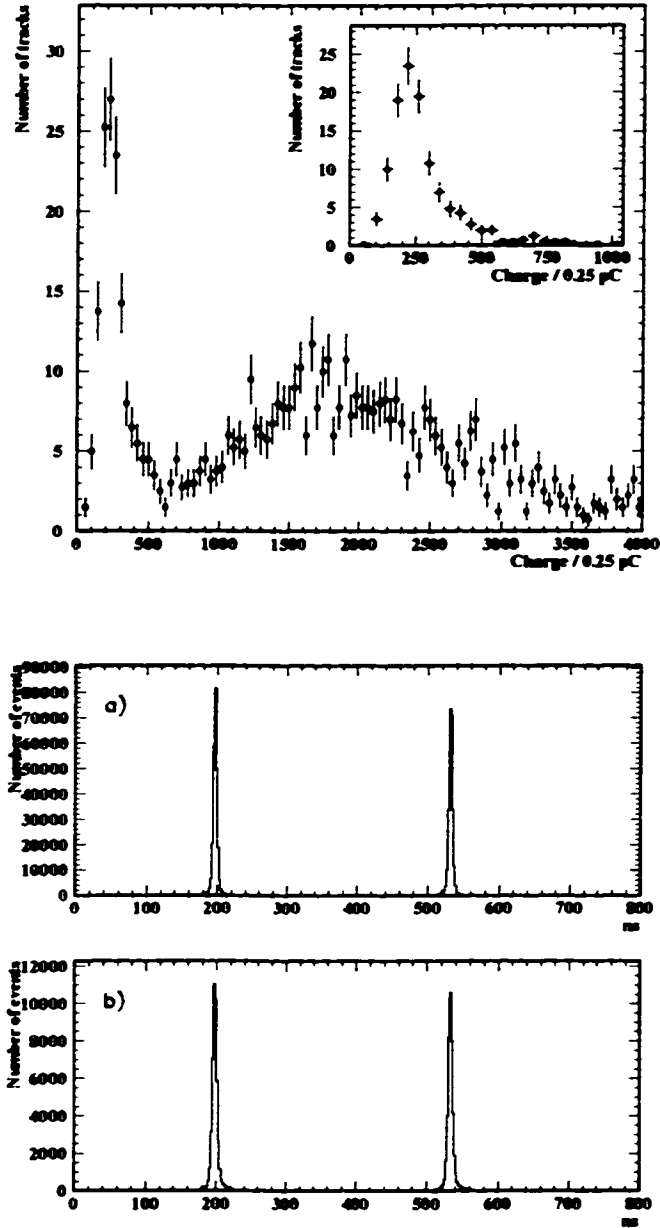 Number of tracks
30
25
20
15
10
5
0
0 500 1000 1500 2000 2500 3000 3500 4000
Charge / 0.25 pC
Number of tracks
25
20
15
10
5
0
0 250 500 750 1000
Charge / 0.25 pC
Number of events
90000
80000
70000
60000
50000
40000
30000
20000
10000
0
a)
0 100 200 300 400 500 600 700 800
ns
Number of events
12000
10000
8000
6000
4000
2000
0
b)
0 100 200 300 400 500 600 700 800
ns